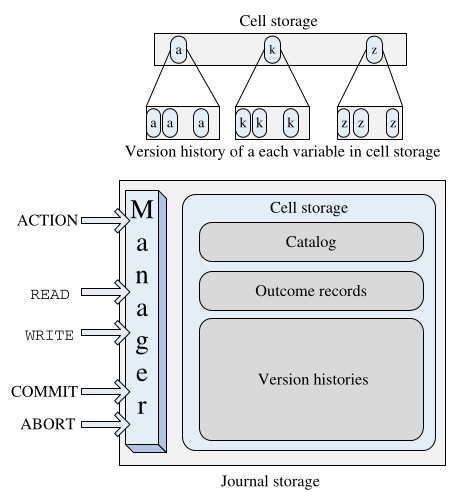 Cell storage
a k z
a a a k k k z z z
Version history of a each variable in cell storage
Manager
Cell storage
ACTION
Catalog
READ
Outcome records
WRITE
Version histories
COMMIT
ABORT
Journal storage